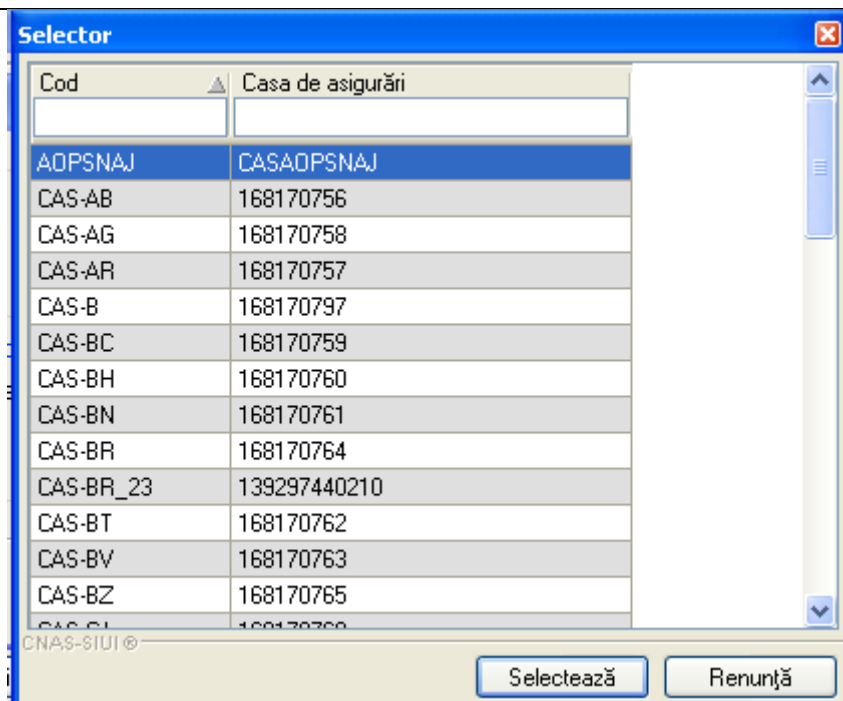 Selector
Cod Casa de asigurări
AOPSNAJ CASAOPSNAJ
CAS-AB 168170756
CAS-AG 168170758
CAS-AR 168170757
CAS-B 168170797
CAS-BC 168170759
CAS-BH 168170760
CAS-BN 168170761
CAS-BR 168170764
CAS-BR_23 139297440210
CAS-BT 168170762
CAS-BV 168170763
CAS-BZ 168170765
CNAS-SIUI ®
Selectează Renunţă